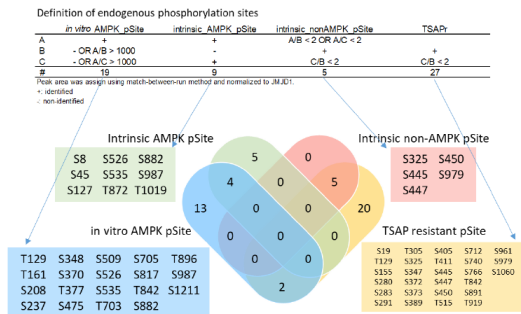 Definition of endogenous phosphorylation sites
in vitro AMPK_pSite intrinsic_AMPK_pSite intrinsic_nonAMPK_pSite TSAPr
A + + A/B < 2 OR A/C < 2
B - OR A/B > 1000 - + +
C - OR A/C > 1000 + C/B < 2 C/B < 2
# 19 9 5 27
Peak area was assign using match-between-run method and normalized to JMJD1.
+: identified
-: non-identified
Intrinsic AMPK pSite
S8 S526 S882
S45 S535 S987
S127 T872 T1019
Intrinsic non-AMPK pSite
S325 S450
S445 S979
S447
5 0
4 0 5
13 0 0 20
0 0
0
2
in vitro AMPK pSite
T129 S348 S509 S705 T896
T161 S370 S526 S817 S987
S208 T377 S535 T842 S1211
S237 S475 T703 S882
TSAP resistant pSite
S19 T305 S405 S712 S961
T129 S325 T411 S740 S979
S155 S347 S445 S766 S1060
S280 S372 S447 T842
S283 S373 S450 S891
S291 S389 T515 T919